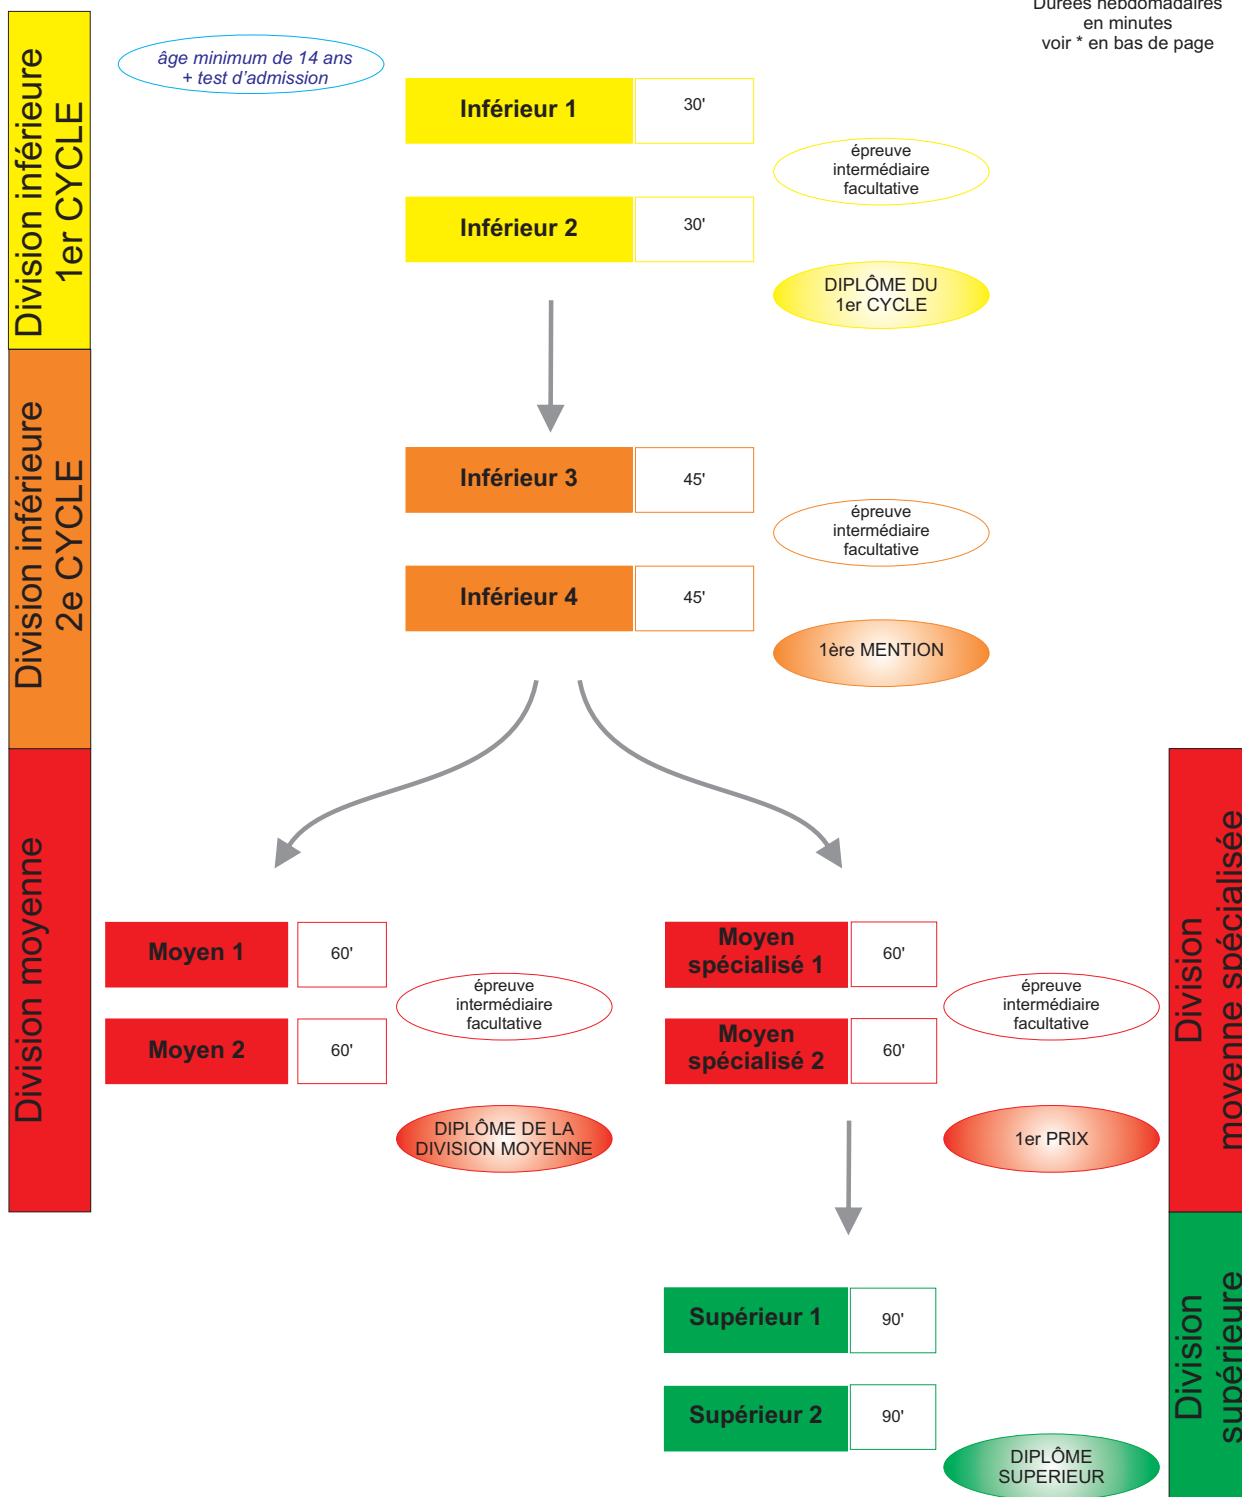 Durées hebdomadaires
en minutes
voir * en bas de page
Division inférieure
1er CYCLE
âge minimum de 14 ans
+ test d'admission
Inférieur 1
30'
épreuve
intermédiaire
facultative
Inférieur 2
30'
DIPLÔME DU
1er CYCLE
Division inférieure
2e CYCLE
Inférieur 3
45'
épreuve
intermédiaire
facultative
Inférieur 4
45'
1ère MENTION
Division moyenne
Moyen 1
60'
épreuve
intermédiaire
facultative
Moyen 2
60'
DIPLÔME DE LA
DIVISION MOYENNE
Division
moyenne spécialisée
Moyen
spécialisé 1
60'
épreuve
intermédiaire
facultative
Moyen
spécialisé 2
60'
1er PRIX
Division
supérieure
Supérieur 1
90'
Supérieur 2
90'
DIPLÔME
SUPERIEUR